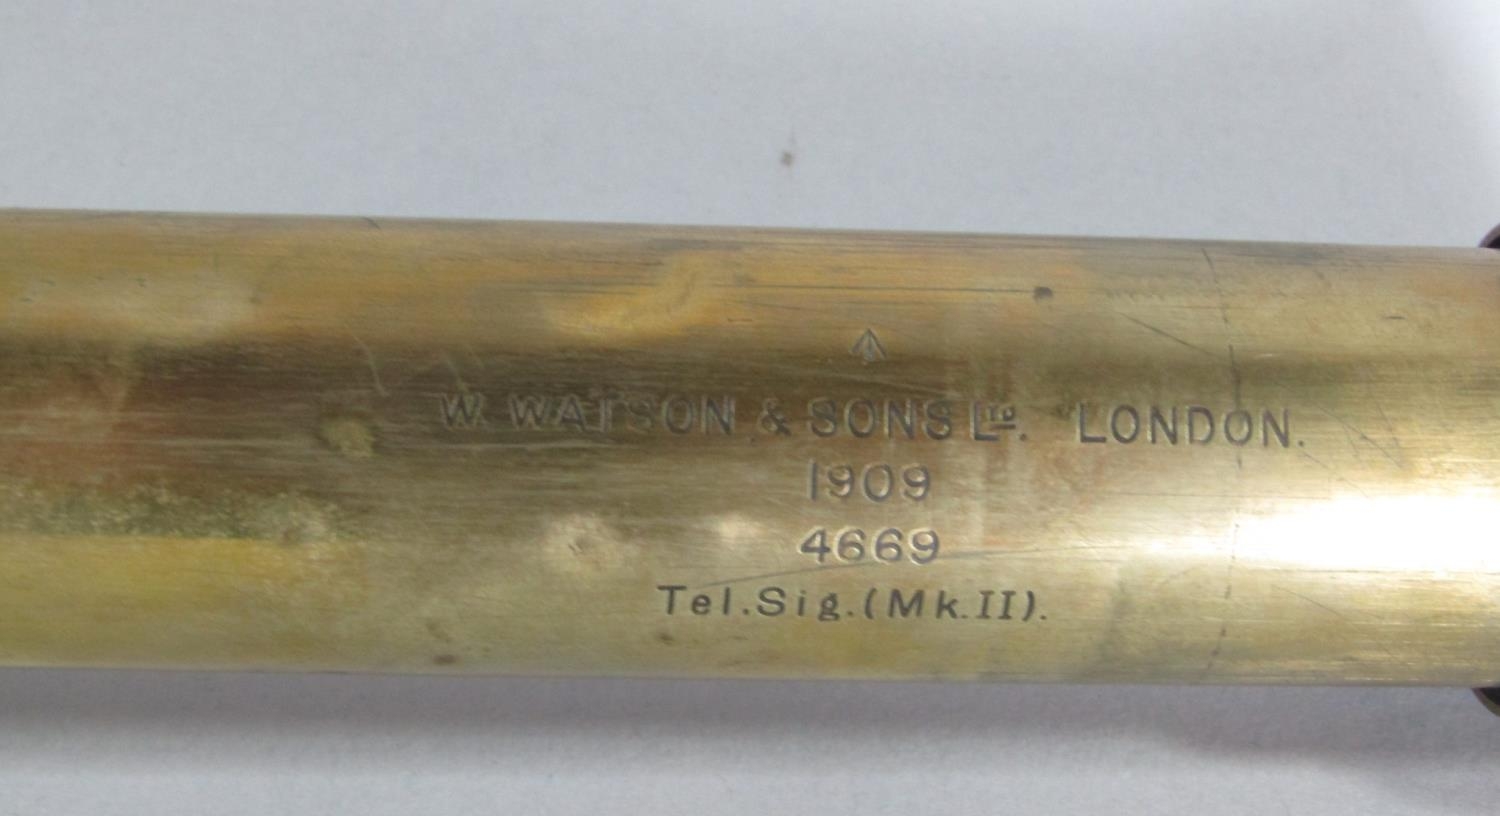 W. WATSON & SONS LTD. LONDON.
1909
4669
Tel.Sig.(Mk.II).